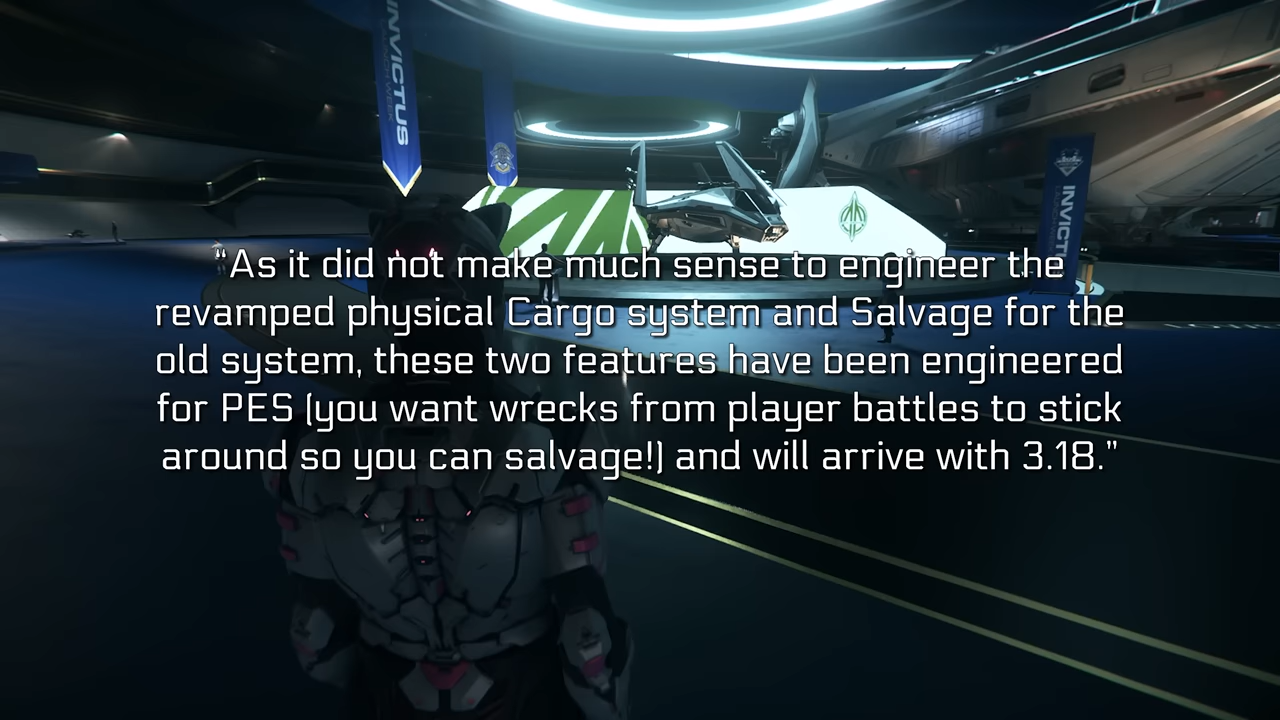 INVICTUS
INVICTU
“As it did not make much sense to engineer the
revamped physical Cargo system and Salvage for the
old system, these two features have been engineered
for PES (you want wrecks from player battles to stick
around so you can salvage!) and will arrive with 3.18.”